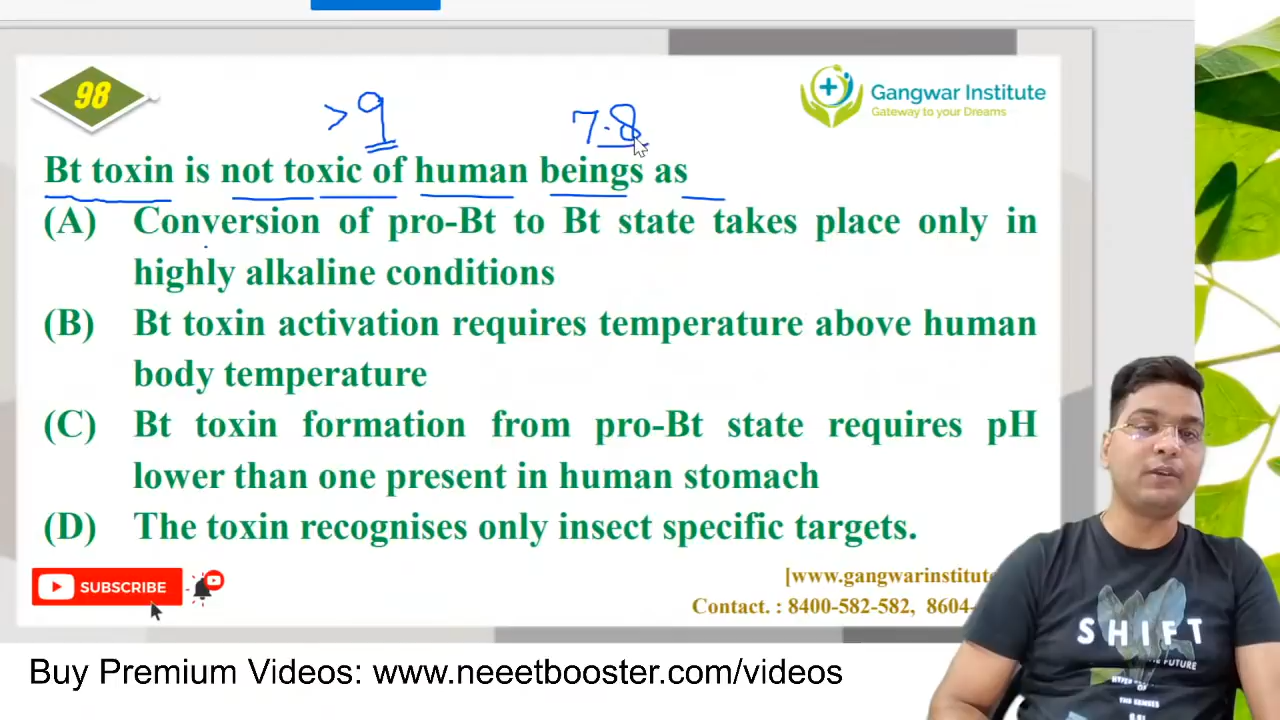 98
Gangwar Institute
Gateway to your Dreams
>9
7.8
Bt toxin is not toxic of human beings as
(A) Conversion of pro-Bt to Bt state takes place only in
highly alkaline conditions
(B) Bt toxin activation requires temperature above human
body temperature
(C) Bt toxin formation from pro-Bt state requires pH
lower than one present in human stomach
(D) The toxin recognises only insect specific targets.
SUBSCRIBE
[www.gangwarinstitute
Contact. : 8400-582-582, 8604-
SHIFT
THE FUTURE
Buy Premium Videos: www.neeetbooster.com/videos